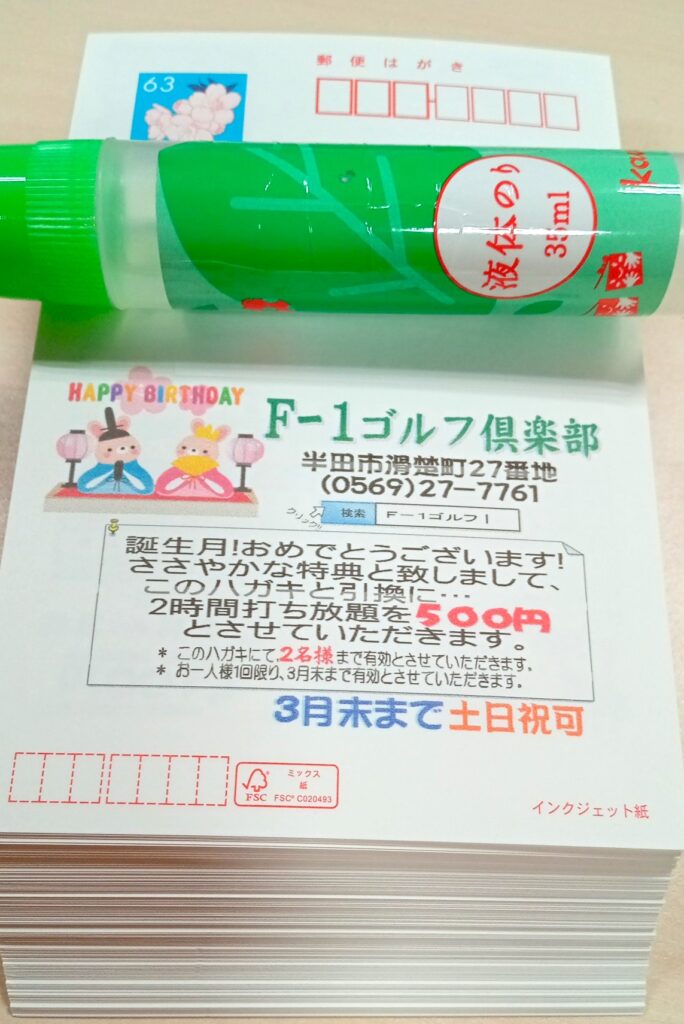 郵便はがき
63
液体のり
35ml
HAPPY BIRTHDAY
F-1ゴルフ倶楽部
半田市滑楚町27番地
(0569)27-7761
クリック!!
検索 F-1ゴルフ|
誕生月!おめでとうございます!
ささやかな特典と致しまして、
このハガキと引換に…
2時間打ち放題を500円
とさせていただきます。
* このハガキにて、2名様まで有効とさせていただきます。
* お一人様1回限り、3月末まで有効とさせていただきます。
3月末まで土日祝可
FSC
ミックス
紙
FSC® C020493
インクジェット紙